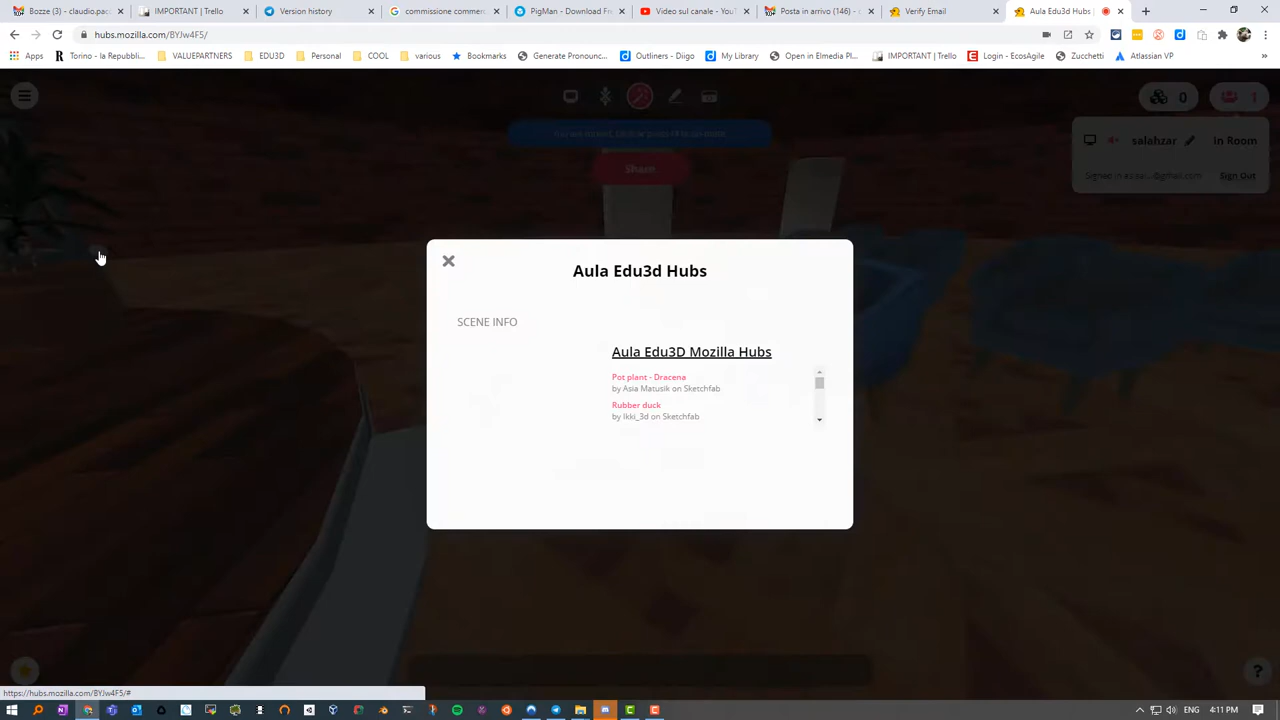 Bozze (3) - claudio.pac
IMPORTANT | Trello
Version history
commissione commer
PigMan - Download Fr
Video sul canale - YouT
Posta in arrivo (146) - c
Verify Email
Aula Edu3d Hubs |
hubs.mozilla.com/BYJw4F5/
Apps
Torino - la Repubbli...
VALUEPARTNERS
EDU3D
Personal
COOL
various
Bookmarks
Generate Pronounc...
Outliners - Diigo
My Library
Open in Elmedia Pl...
IMPORTANT | Trello
Login - EcosAgile
Zucchetti
Atlassian VP
0
1
Share
salahzar
in Room
Sign Out
Aula Edu3d Hubs
SCENE INFO
Aula Edu3D Mozilla Hubs
Pot plant - Dracena
by Asia Matusik on Sketchfab
Rubber duck
by Ikki_3d on Sketchfab
?
https://hubs.mozilla.com/BYJw4F5/#
ENG
4:11 PM